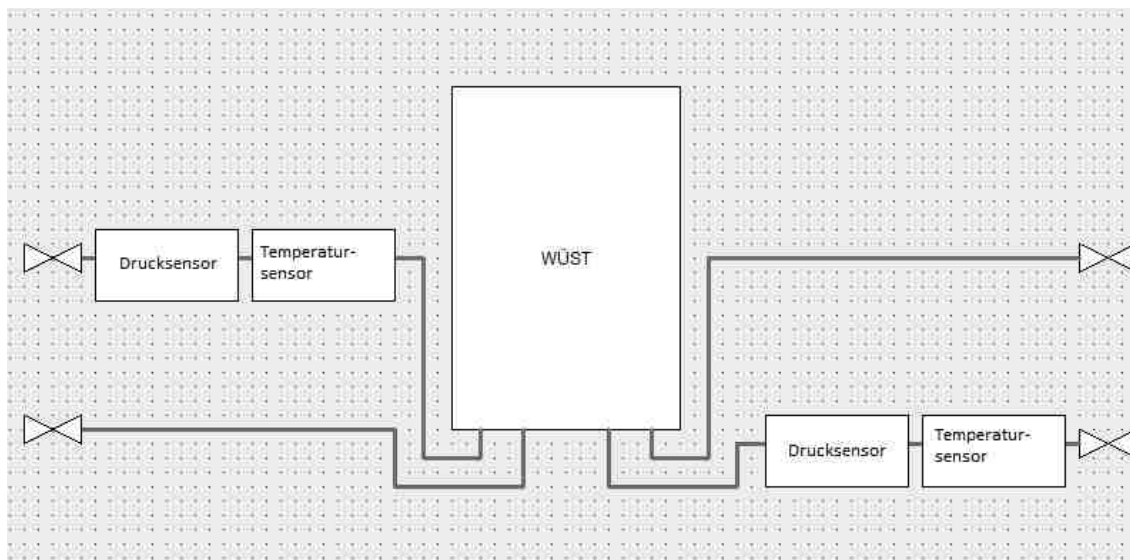 Drucksensor
Temperatur-
sensor
WÜST
Drucksensor
Temperatur-
sensor